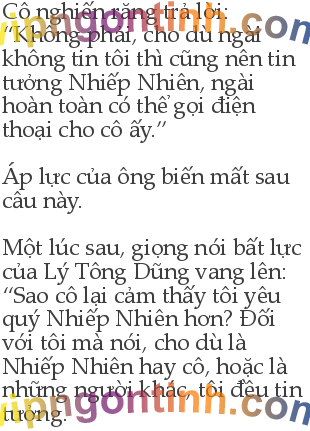 Cô nghiến răng trả lời:
“Không phải, cho dù ngài
không tin tôi thì cũng nên tin
tưởng Nhiếp Nhiên, ngài
hoàn toàn có thể gọi điện
thoại cho cô ấy.”
Áp lực của ông biến mất sau
câu này.
Một lúc sau, giọng nói bất lực
của Lý Tông Dũng vang lên:
“Sao cô lại cảm thấy tôi yêu
quý Nhiếp Nhiên hơn? Đối
với tôi mà nói, cho dù là
Nhiếp Nhiên hay cô, hoặc là
những người khác, tôi đều tin
tưởng.
vipngontinh.com
vipngontinh.com